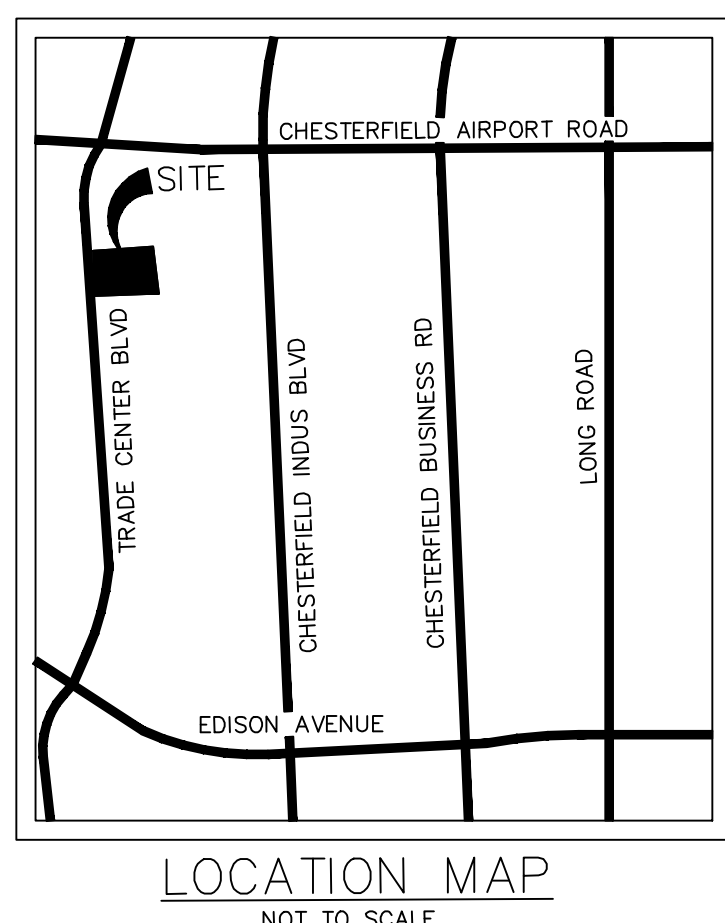 CHESTERFIELD AIRPORT ROAD
SITE
TRADE CENTER BLVD
CHESTERFIELD INDUS BLVD
CHESTERFIELD BUSINESS RD
LONG ROAD
EDISON AVENUE
LOCATION MAP
NOT TO SCALE